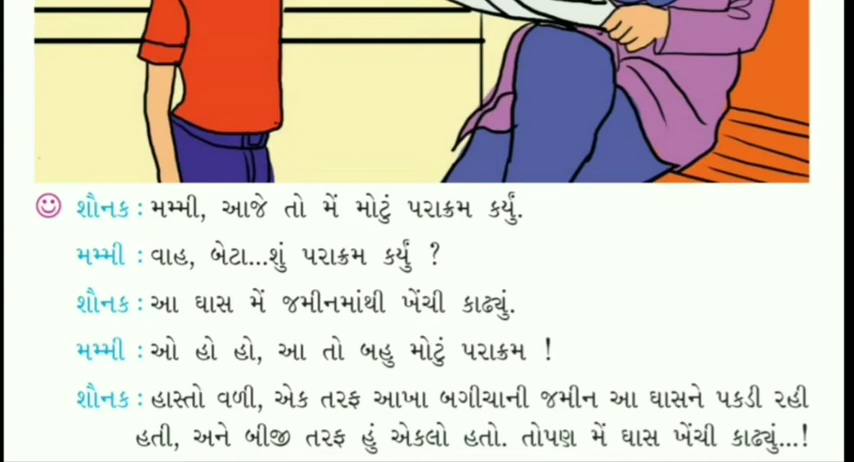 શૌનક : મમ્મી, આજે તો મેં મોટું પરાક્રમ કર્યું.
મમ્મી : વાહ, બેટા...શું પરાક્રમ કર્યું ?
શૌનક : આ ઘાસ મેં જમીનમાંથી ખેંચી કાઢ્યું.
મમ્મી : ઓ હો હો, આ તો બહુ મોટું પરાક્રમ !
શૌનક : હાસ્તો વળી, એક તરફ આખા બગીચાની જમીન આ ઘાસને પકડી રહી
હતી, અને બીજી તરફ હું એકલો હતો. તોપણ મેં ઘાસ ખેંચી કાઢ્યું...!